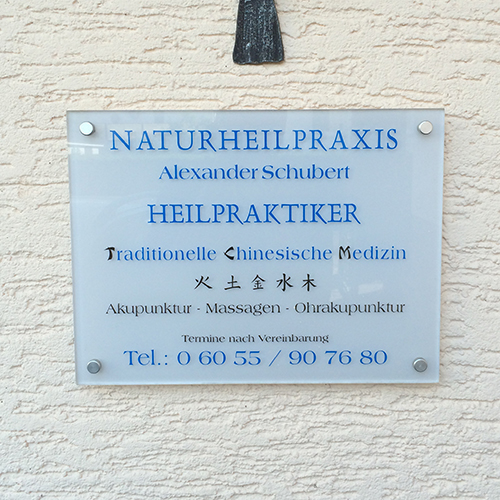 NATURHEILPRAXIS
Alexander Schubert
HEILPRAKTIKER
Traditionelle Chinesische Medizin
火土金水木
Akupunktur - Massagen - Ohrakupunktur
Termine nach Vereinbarung
Tel.: 0 60 55 / 90 76 80